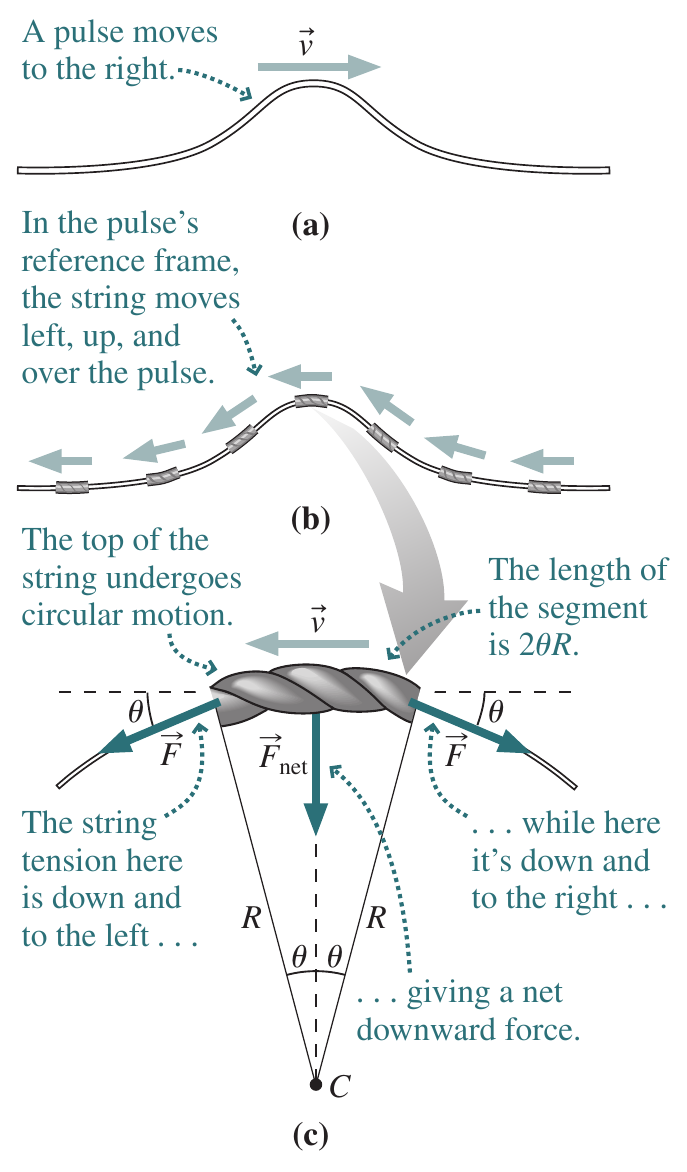 A pulse moves
to the right.
v
(a)
In the pulse's
reference frame,
the string moves
left, up, and
over the pulse.
(b)
The top of the
string undergoes
circular motion.
v
The length of
the segment
is 2θR.
θ
F
F net
F
θ
The string
tension here
is down and
to the left . . .
. . . while here
it's down and
to the right . . .
R
R
θ θ
. . . giving a net
downward force.
C
(c)